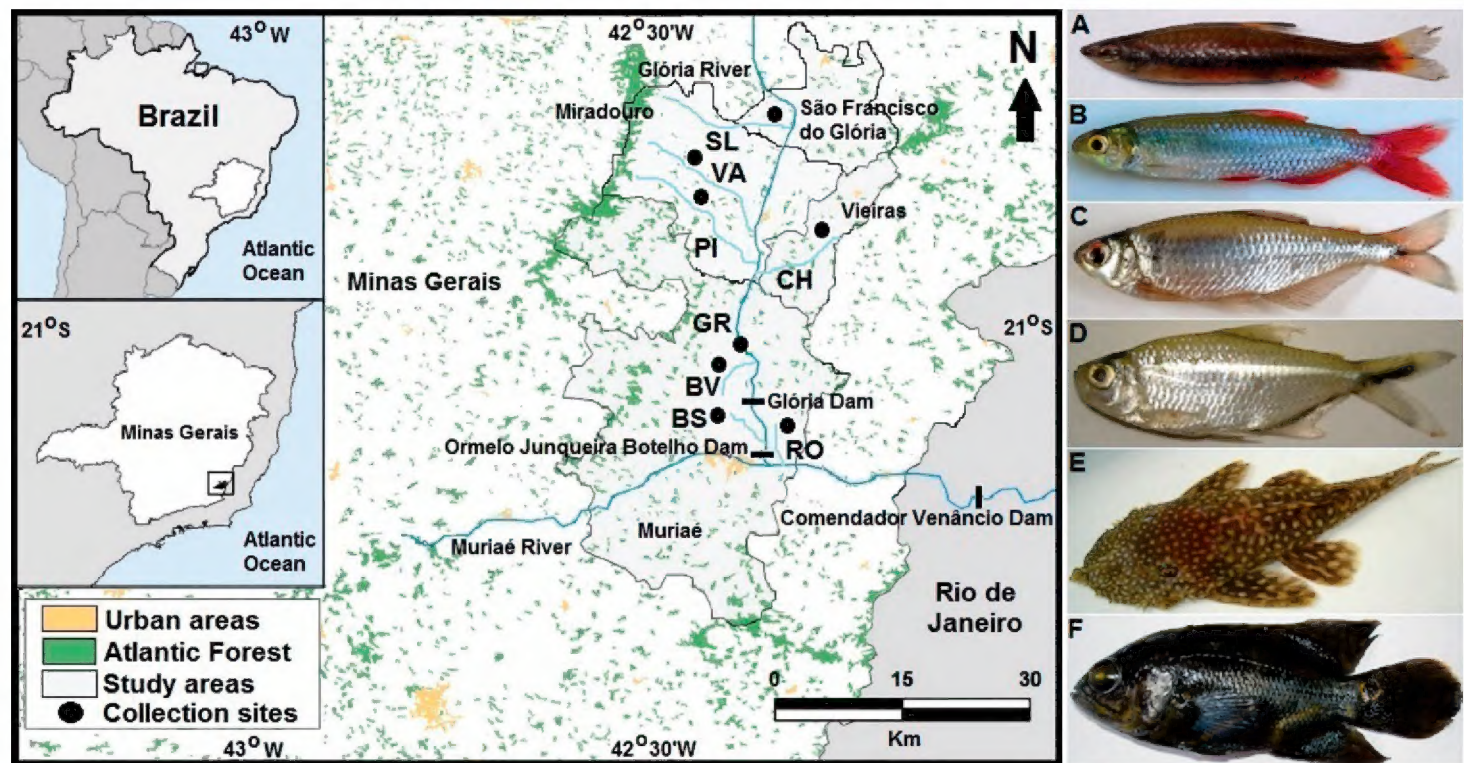 43°W
Brazil
Atlantic
Ocean
21°S
Minas Gerais
Atlantic
Ocean
Urban areas
Atlantic Forest
Study areas
Collection sites
42°30'W
Glória River
N
Miradouro
São Francisco
do Glória
SL
VA
Vieiras
PI
CH
Minas Gerais
GR
21°S
BV
Glória Dam
BS
Ormelo Junqueira Botelho Dam
RO
Comendador Venâncio Dam
Muriaé
Muriaé River
Rio de
Janeiro
0 15 30
Km
43°W
42°30'W
A
B
C
D
E
F